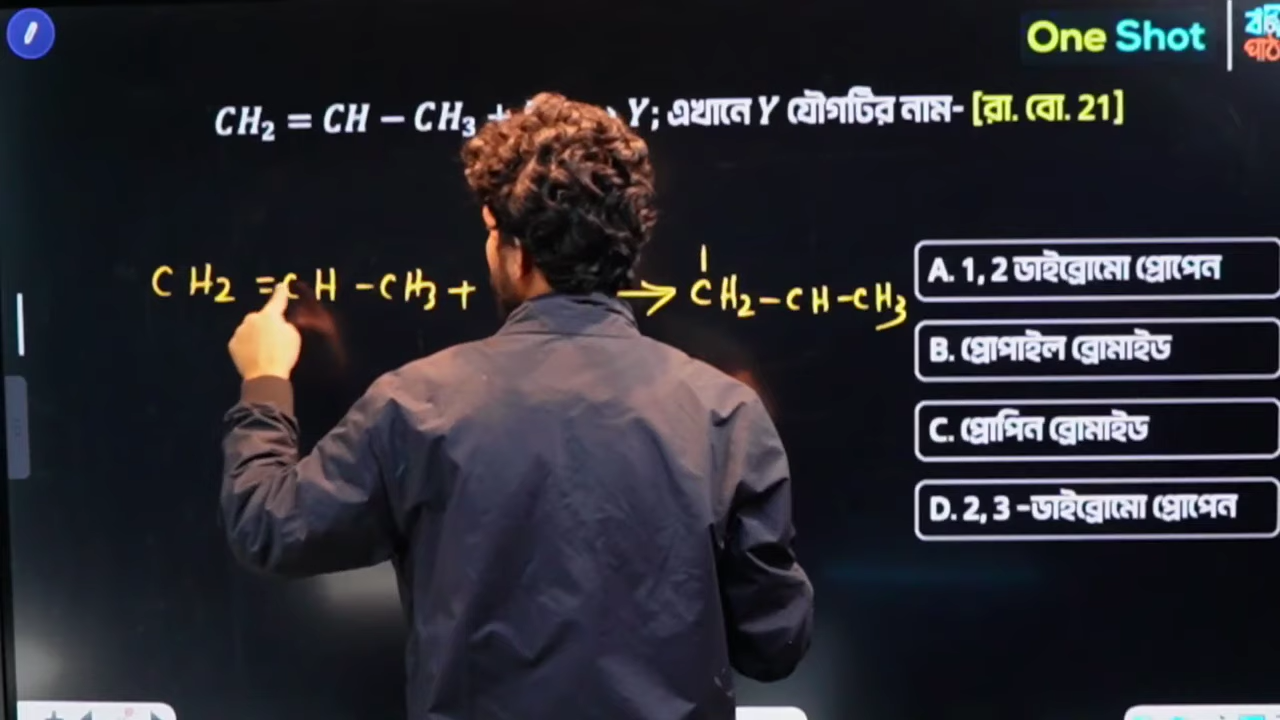 One Shot
CH₂ = CH − CH₃ + Y; এখানে Y যৌগটির নাম- [রা. বো. 21]
CH₂ = CH − CH₃ + → CH₂ − CH − CH₃
A. 1, 2 ডাইব্রোমো প্রোপেন
B. প্রোপাইল ব্রোমাইড
C. প্রোপিন ব্রোমাইড
D. 2, 3 -ডাইব্রোমো প্রোপেন